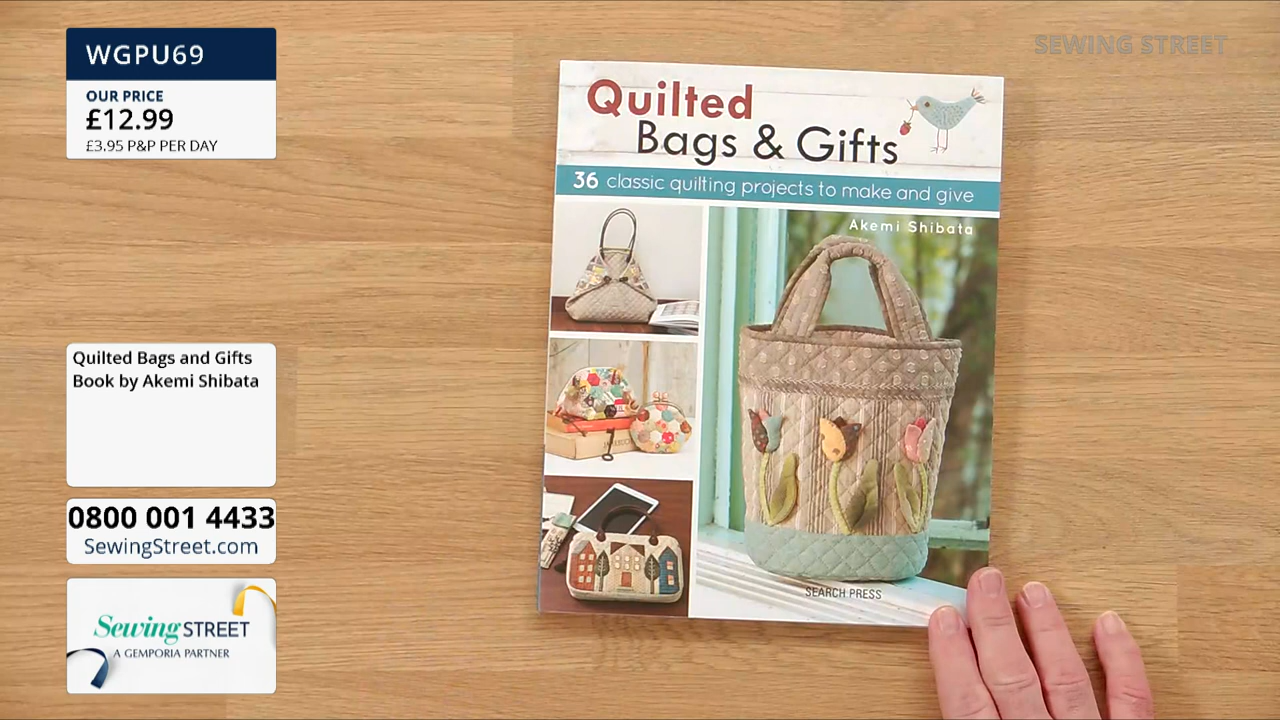 WGPU69
OUR PRICE
£12.99
£3.95 P&P PER DAY
Quilted Bags and Gifts
Book by Akemi Shibata
0800 001 4433
SewingStreet.com
Sewing STREET
A GEMPORIA PARTNER
SEWING STREET
Quilted
Bags & Gifts
36 classic quilting projects to make and give
Akemi Shibata
SEARCH PRESS